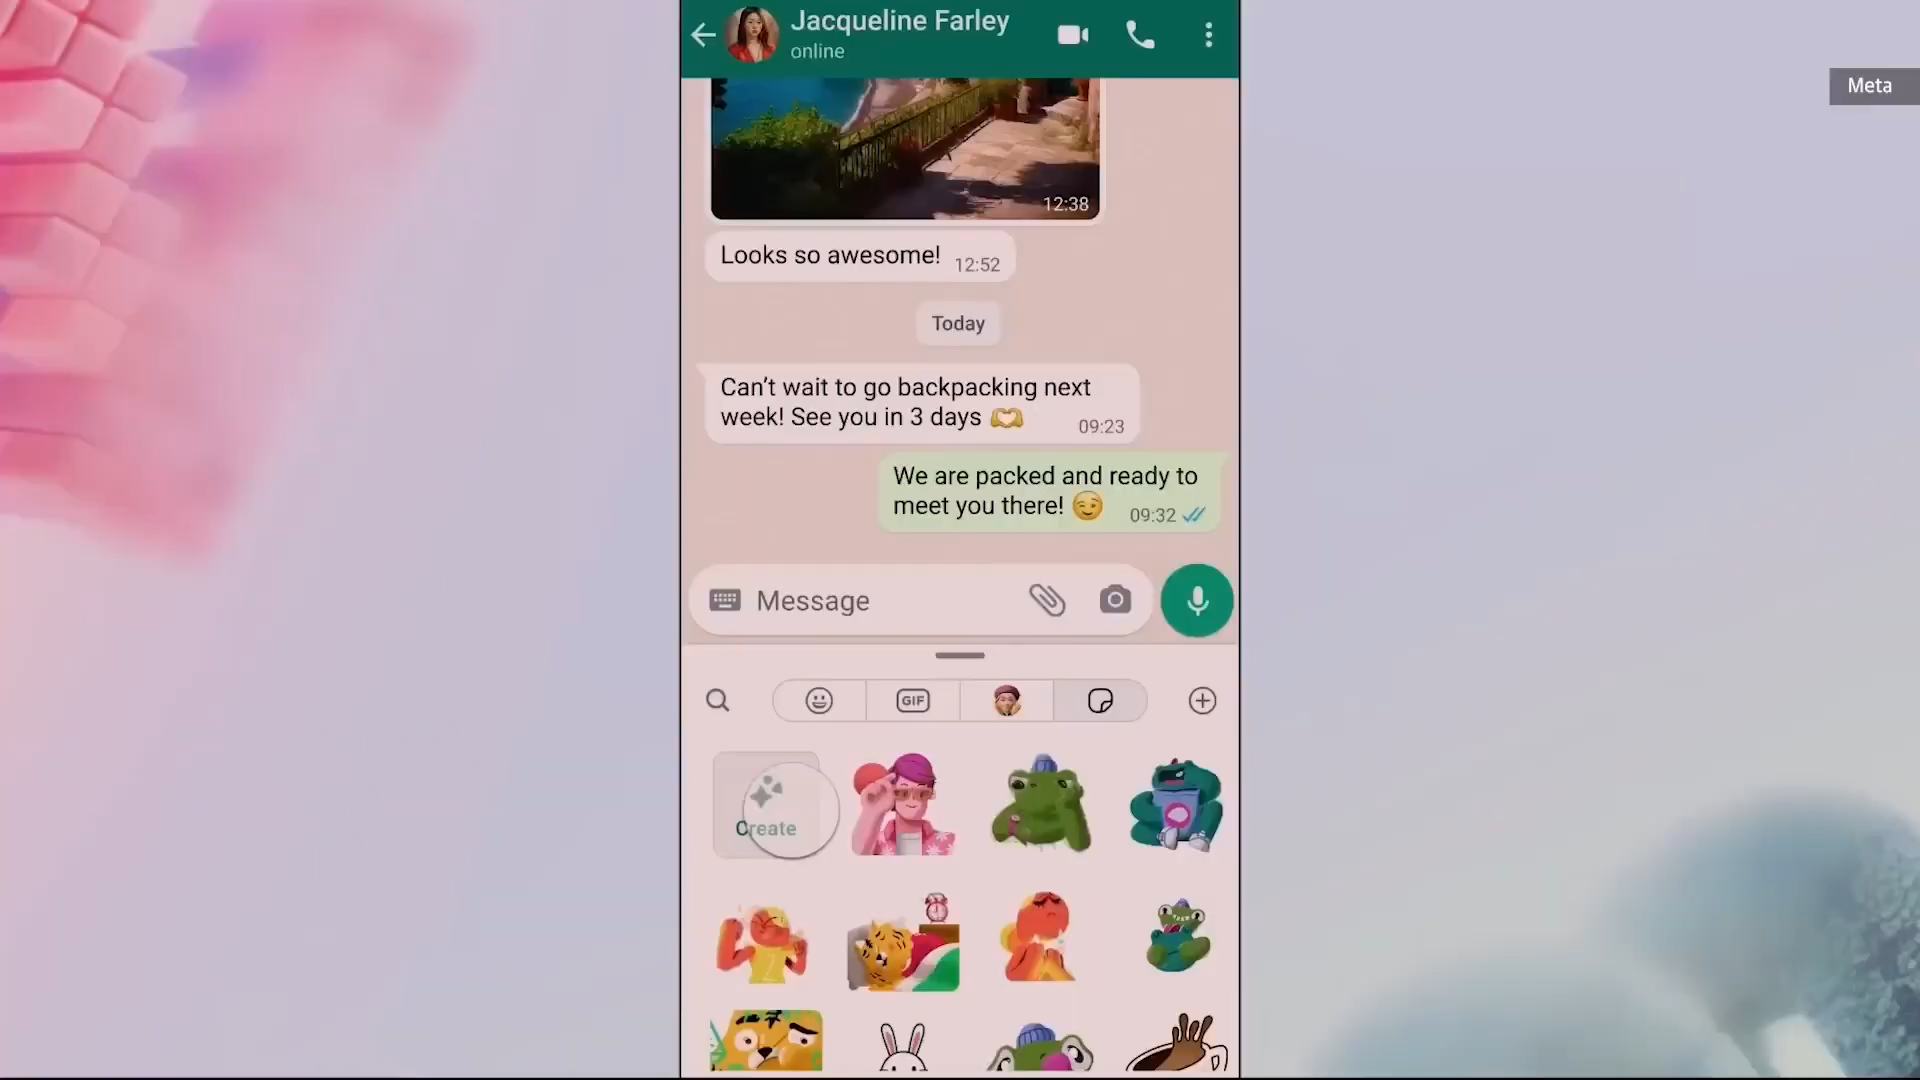 Jacqueline Farley
online
Meta
12:38
Looks so awesome! 12:52
Today
Can’t wait to go backpacking next
week! See you in 3 days 🫶 09:23
We are packed and ready to
meet you there! 😏 09:32
Message
GIF
Create